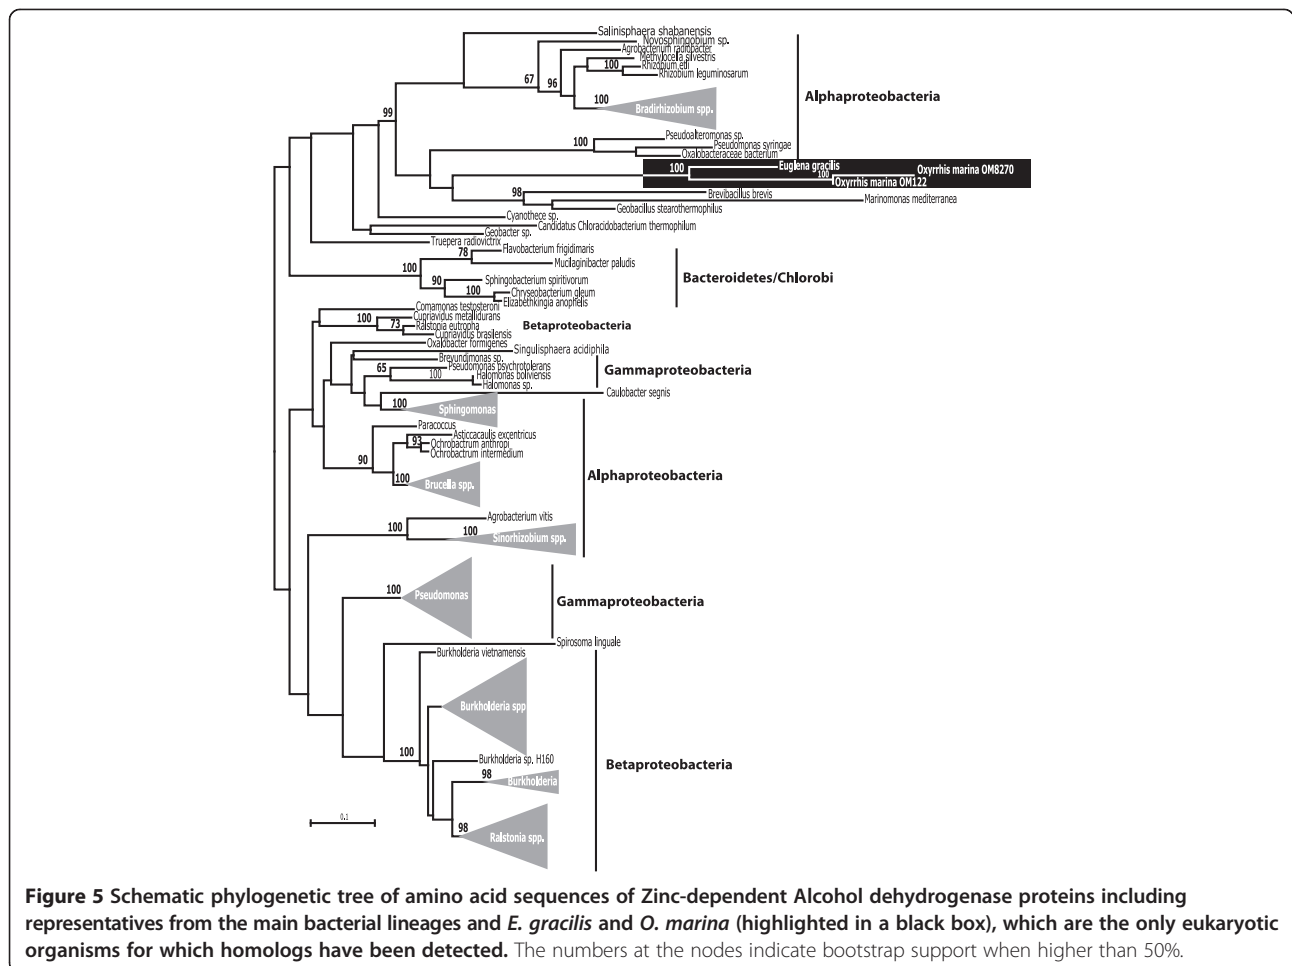 Salinisphaera shabanensis
Novosphingobium sp.
Agrobacterium radiobacter
Methylocella silvestris
100
Rhizobium etli
Rhizobium leguminosarum
67
96
100
Bradirhizobium spp.
Alphaproteobacteria
99
Pseudoalteromonas sp.
100
Pseudomonas syringae
Oxalobacteraceae bacterium
100
Euglena gracilis
100
Oxyrrhis marina OM8270
Oxyrrhis marina OM122
98
Brevibacillus brevis
Marinomonas mediterranea
Geobacillus stearothermophilus
Cyanothece sp.
Candidatus Chloracidobacterium thermophilum
Geobacter sp.
Truepera radiovictrix
78
Flavobacterium frigidimaris
100
Mucilaginibacter paludis
90
Sphingobacterium spiritivorum
100
Chryseobacterium gleum
Elizabethkingia anophelis
Bacteroidetes/Chlorobi
Comamonas testosteroni
100
Cupriavidus metallidurans
73
Ralstonia eutropha
Cupriavidus brasilensis
Betaproteobacteria
Oxalobacter formigenes
Singulisphaera acidiphila
Brevundimonas sp.
65
Pseudomonas psychrotolerans
100
Halomonas boliviensis
Halomonas sp.
Gammaproteobacteria
Caulobacter segnis
100
Sphingomonas
Paracoccus
Asticcacaulis excentricus
93
Ochrobactrum anthropi
Ochrobactrum intermedium
90
100
Brucella spp.
Alphaproteobacteria
Agrobacterium vitis
100
100
Sinorhizobium spp.
100
Pseudomonas
Gammaproteobacteria
Spirosoma linguale
Burkholderia vietnamensis
Burkholderia spp
100
Burkholderia sp. H160
98
Burkholderia
Betaproteobacteria
98
Ralstonia spp.
0.1
Figure 5 Schematic phylogenetic tree of amino acid sequences of Zinc-dependent Alcohol dehydrogenase proteins including
representatives from the main bacterial lineages and E. gracilis and O. marina (highlighted in a black box), which are the only eukaryotic
organisms for which homologs have been detected. The numbers at the nodes indicate bootstrap support when higher than 50%.